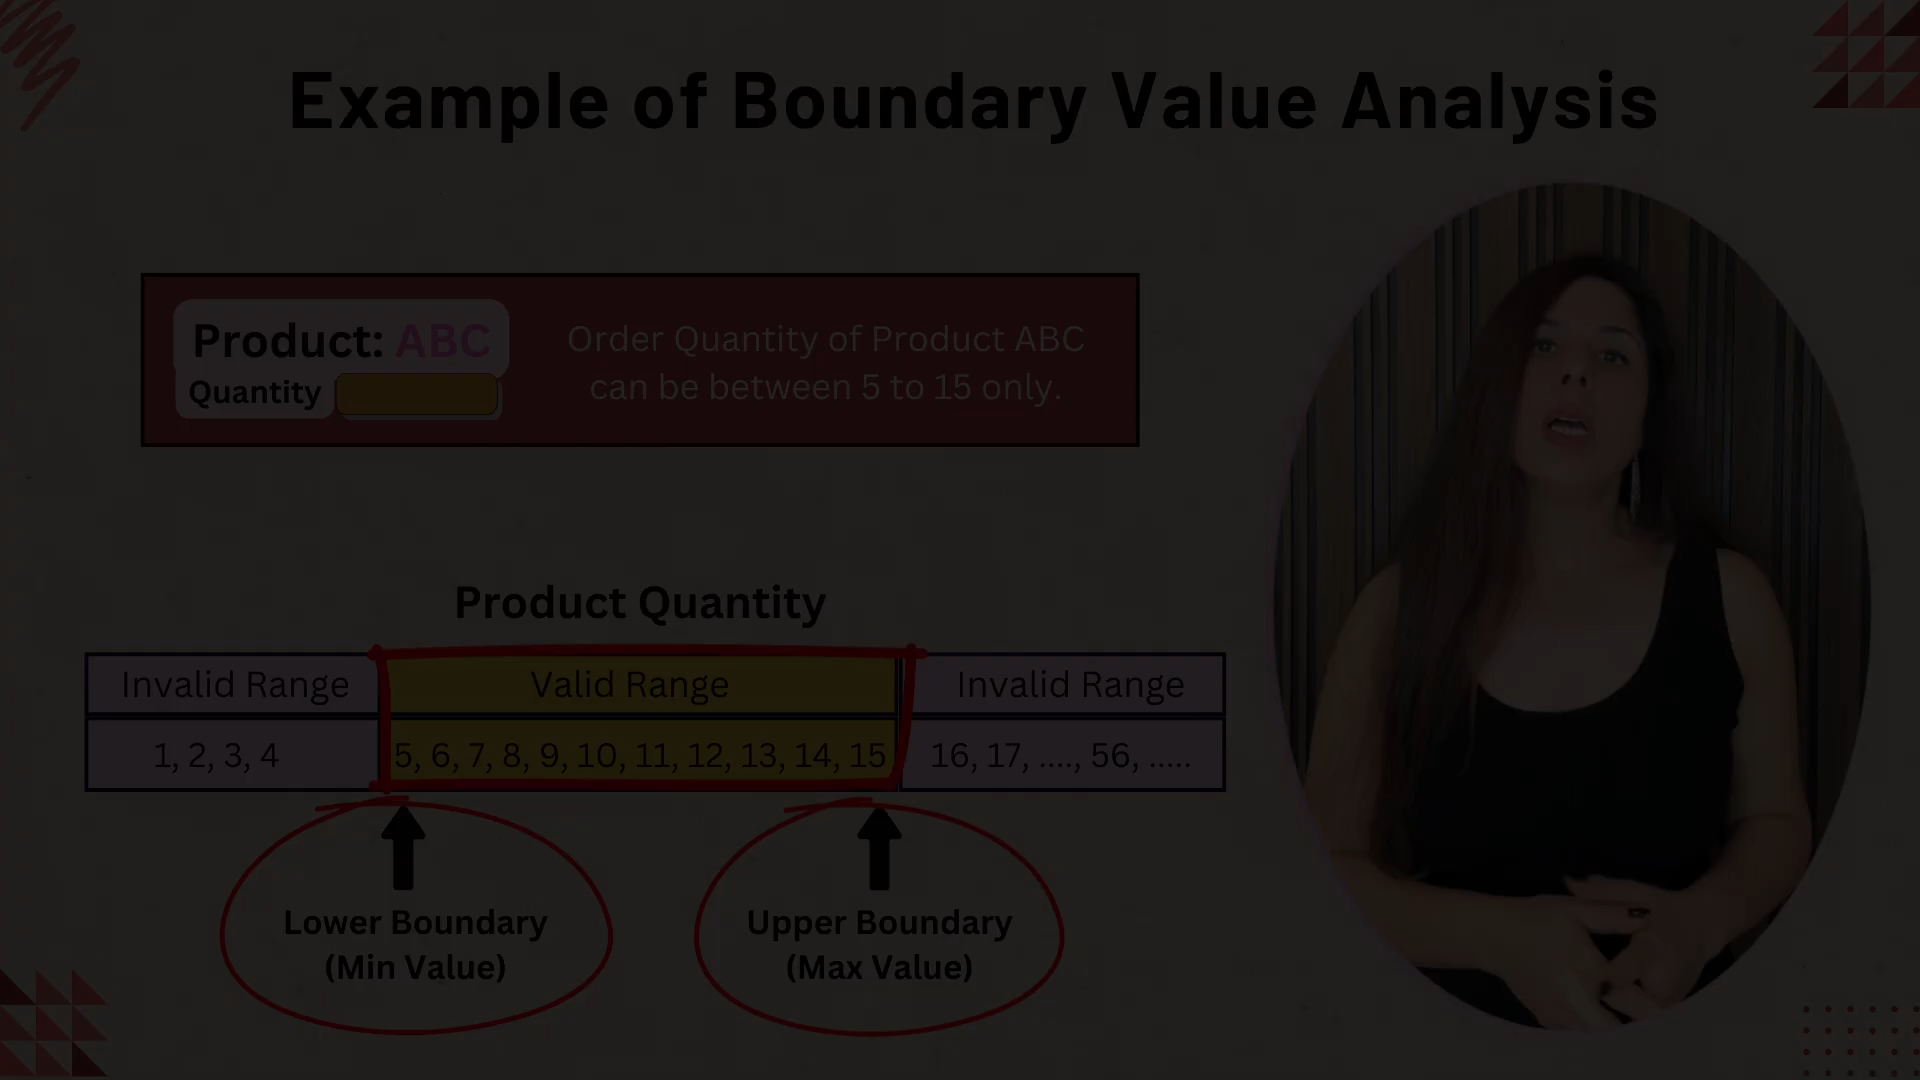 Example of Boundary Value Analysis
Product: ABC
Quantity
Order Quantity of Product ABC
can be between 5 to 15 only.
Product Quantity
Invalid Range
Valid Range
Invalid Range
1, 2, 3, 4
5, 6, 7, 8, 9, 10, 11, 12, 13, 14, 15
16, 17, ...., 56, .....
Lower Boundary
(Min Value)
Upper Boundary
(Max Value)